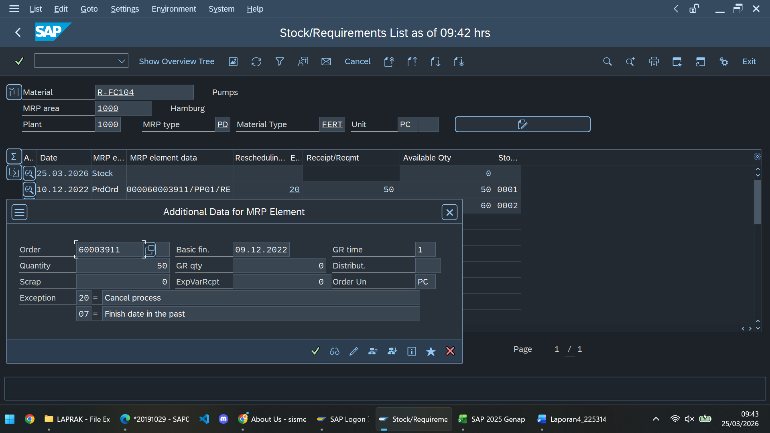 List Edit Goto Settings Environment System Help
SAP Stock/Requirements List as of 09:42 hrs
Show Overview Tree Cancel Exit
Material R-FC104 Pumps
MRP area 1000 Hamburg
Plant 1000 MRP type PD Material Type FERT Unit PC
A.. Date MRP e... MRP element data Reschedulin... E.. Receipt/Reqmt Available Qty Sto...
25.03.2026 Stock 0
10.12.2022 PrdOrd 000060003911/PP01/RE 20 50 50 0001
60 0002
Additional Data for MRP Element
Order 60003911 Basic fin. 09.12.2022 GR time 1
Quantity 50 GR qty 0 Distribut.
Scrap 0 ExpVarRcpt 0 Order Un PC
Exception 20 = Cancel process
07 = Finish date in the past
Page 1 / 1
LAPRAK - File Ex *20191029 - SAPC About Us - sisme SAP Logon Stock/Requireme SAP 2025 Genap Laporan4_225314 09:43
25/03/2026